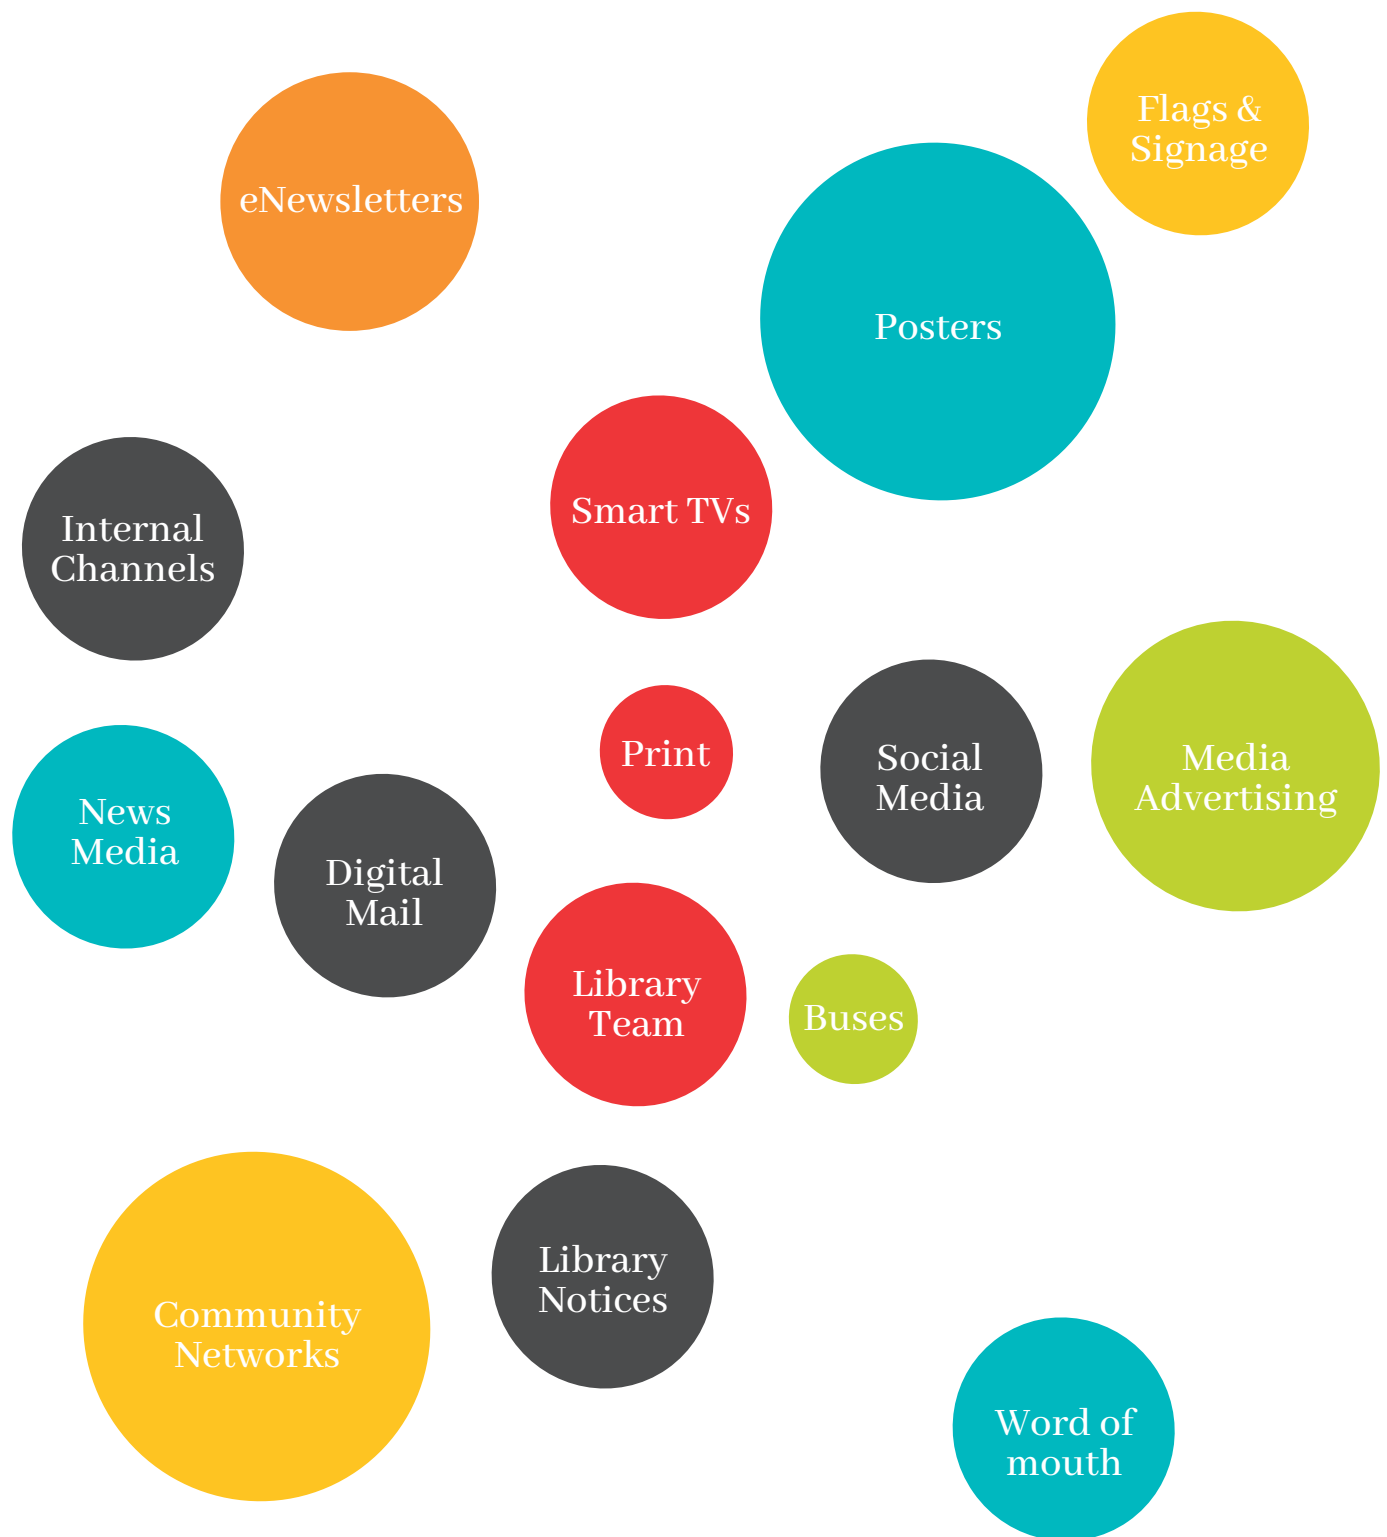 Flags &
Signage
eNewsletters
Posters
Smart TVs
Internal
Channels
Print
Social
Media
Media
Advertising
News
Media
Digital
Mail
Library
Team
Buses
Library
Notices
Community
Networks
Word of
mouth